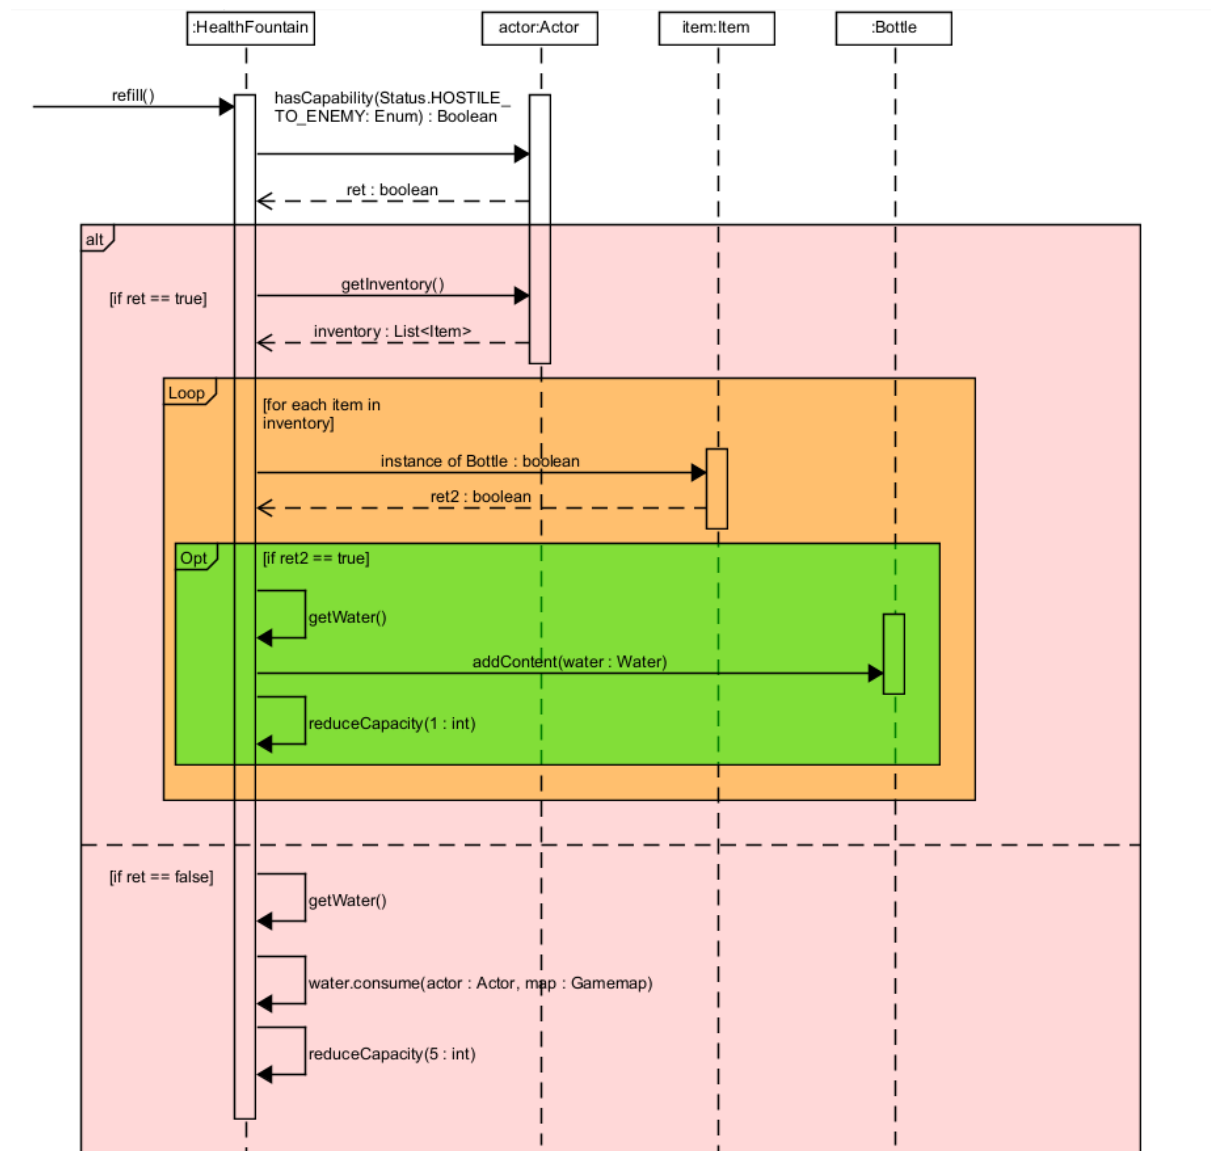 :HealthFountain
actor:Actor
item:Item
:Bottle
refill()
hasCapability(Status.HOSTILE_
TO_ENEMY: Enum) : Boolean
ret : boolean
alt
[if ret == true]
getInventory()
inventory : List<Item>
Loop
[for each item in
inventory]
instance of Bottle : boolean
ret2 : boolean
Opt
[if ret2 == true]
getWater()
addContent(water : Water)
reduceCapacity(1 : int)
[if ret == false]
getWater()
water.consume(actor : Actor, map : Gamemap)
reduceCapacity(5 : int)